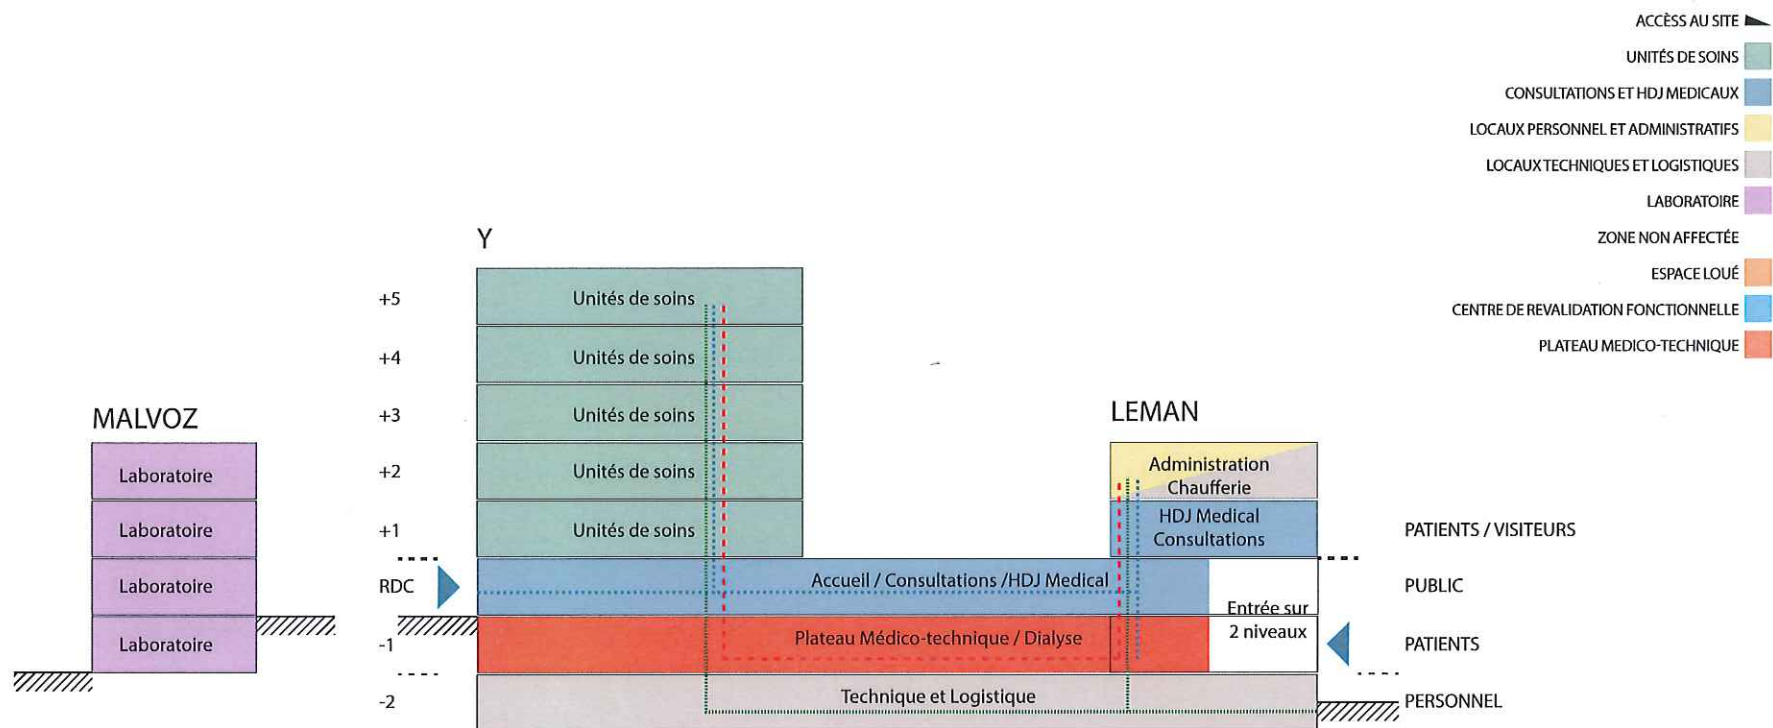 ACCÈSS AU SITE
UNITÉS DE SOINS
CONSULTATIONS ET HDJ MEDICAUX
LOCAUX PERSONNEL ET ADMINISTRATIFS
LOCAUX TECHNIQUES ET LOGISTIQUES
LABORATOIRE
ZONE NON AFFECTÉE
ESPACE LOUÉ
CENTRE DE REVALIDATION FONCTIONNELLE
PLATEAU MEDICO-TECHNIQUE
Y
+5
Unités de soins
+4
Unités de soins
+3
Unités de soins
MALVOZ
LEMAN
Laboratoire
+2
Unités de soins
Administration
Chaufferie
Laboratoire
+1
Unités de soins
HDJ Medical
Consultations
PATIENTS / VISITEURS
Laboratoire
RDC
Accueil / Consultations /HDJ Medical
PUBLIC
Entrée sur
2 niveaux
Laboratoire
-1
Plateau Médico-technique / Dialyse
PATIENTS
-2
Technique et Logistique
PERSONNEL